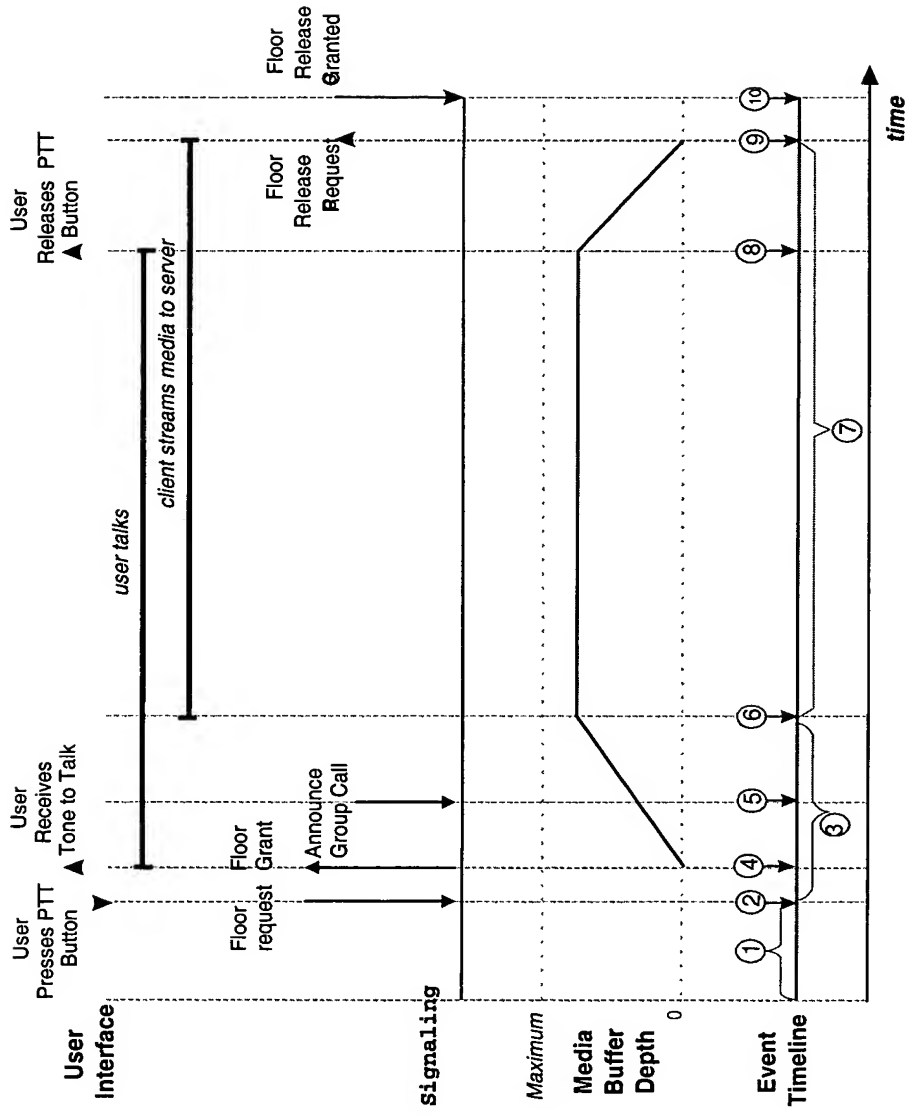 User
Interface
User
Presses PTT
Button
User
Receives
Tone to Talk
User
Releases PTT
Button
user talks
client streams media to server
Floor
request
Floor
Grant
Announce
Group Call
Floor
Release
Request
Floor
Release
Granted
Signaling
Maximum
Media
Buffer
Depth
0
Event
Timeline
1
2
3
4
5
6
7
8
9
10
time